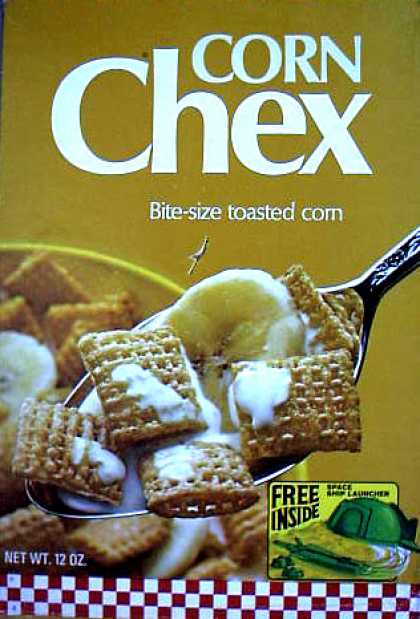 CORN
Chex
Bite-size toasted corn
FREE
INSIDE
SPACE
SHIP LAUNCHER
NET WT. 12 OZ.